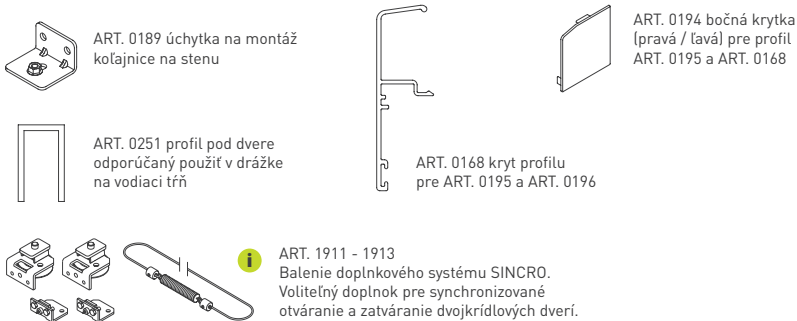 ART. 0189 úchytka na montáž
koľajnice na stenu
ART. 0194 bočná krytka
(pravá / ľavá) pre profil
ART. 0195 a ART. 0168
ART. 0251 profil pod dvere
odporúčaný použiť v drážke
na vodiaci tŕň
ART. 0168 kryt profilu
pre ART. 0195 a ART. 0196
i
ART. 1911 - 1913
Balenie doplnkového systému SINCRO.
Voliteľný doplnok pre synchronizované
otváranie a zatváranie dvojkrídlových dverí.